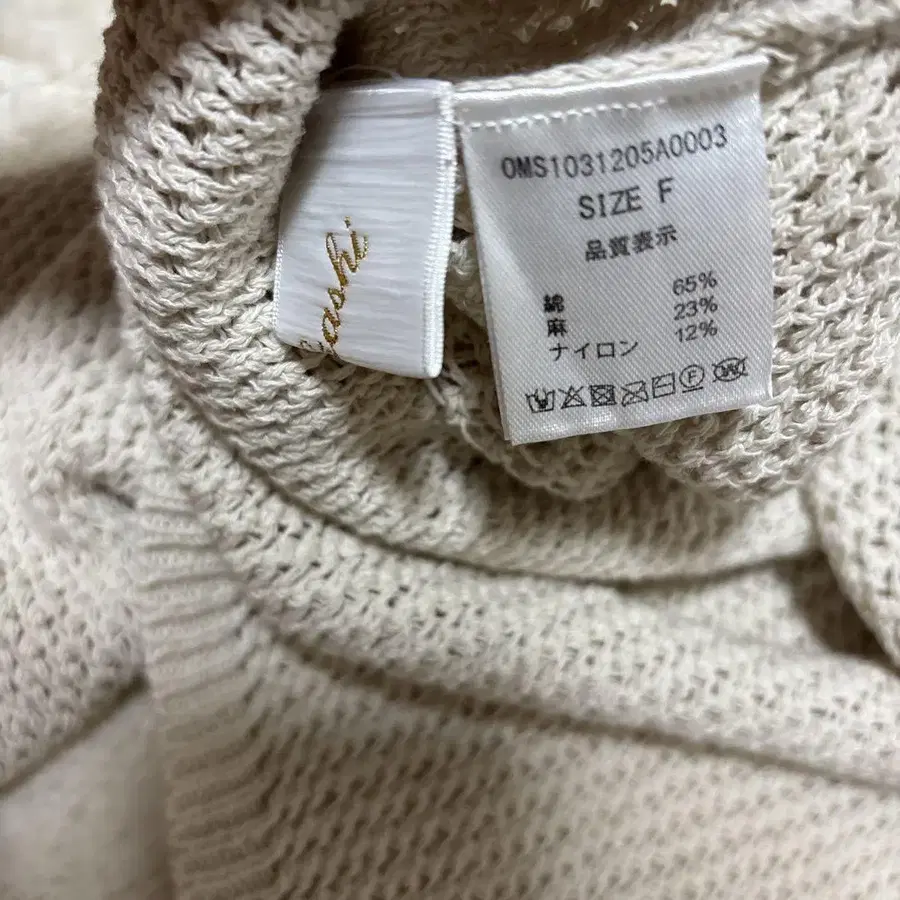 OMS1031205A0003
SIZE F
品質表示
綿 65%
麻 23%
ナイロン 12%